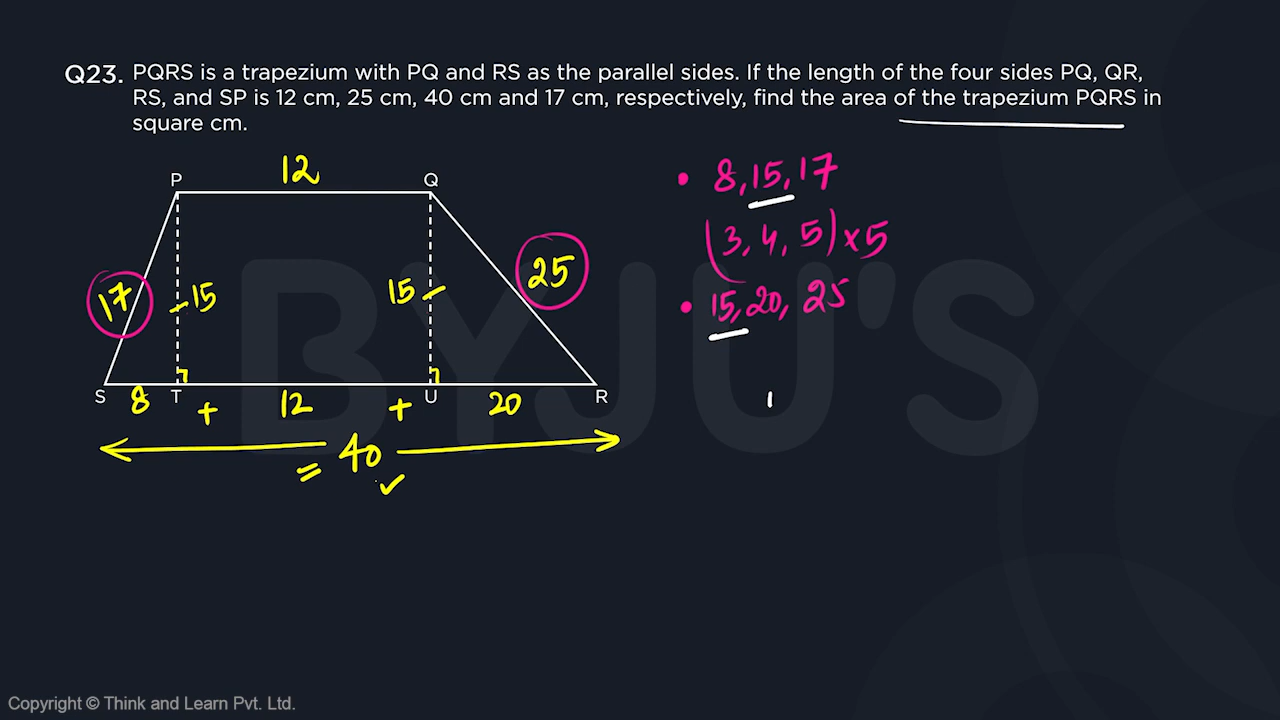 Q23. PQRS is a trapezium with PQ and RS as the parallel sides. If the length of the four sides PQ, QR,
RS, and SP is 12 cm, 25 cm, 40 cm and 17 cm, respectively, find the area of the trapezium PQRS in
square cm.
12
P Q
17 15 15 25
S T U R
8 + 12 + 20
= 40 ✓
• 8, 15, 17
(3, 4, 5) × 5
• 15, 20, 25
BYJU'S
Copyright © Think and Learn Pvt. Ltd.